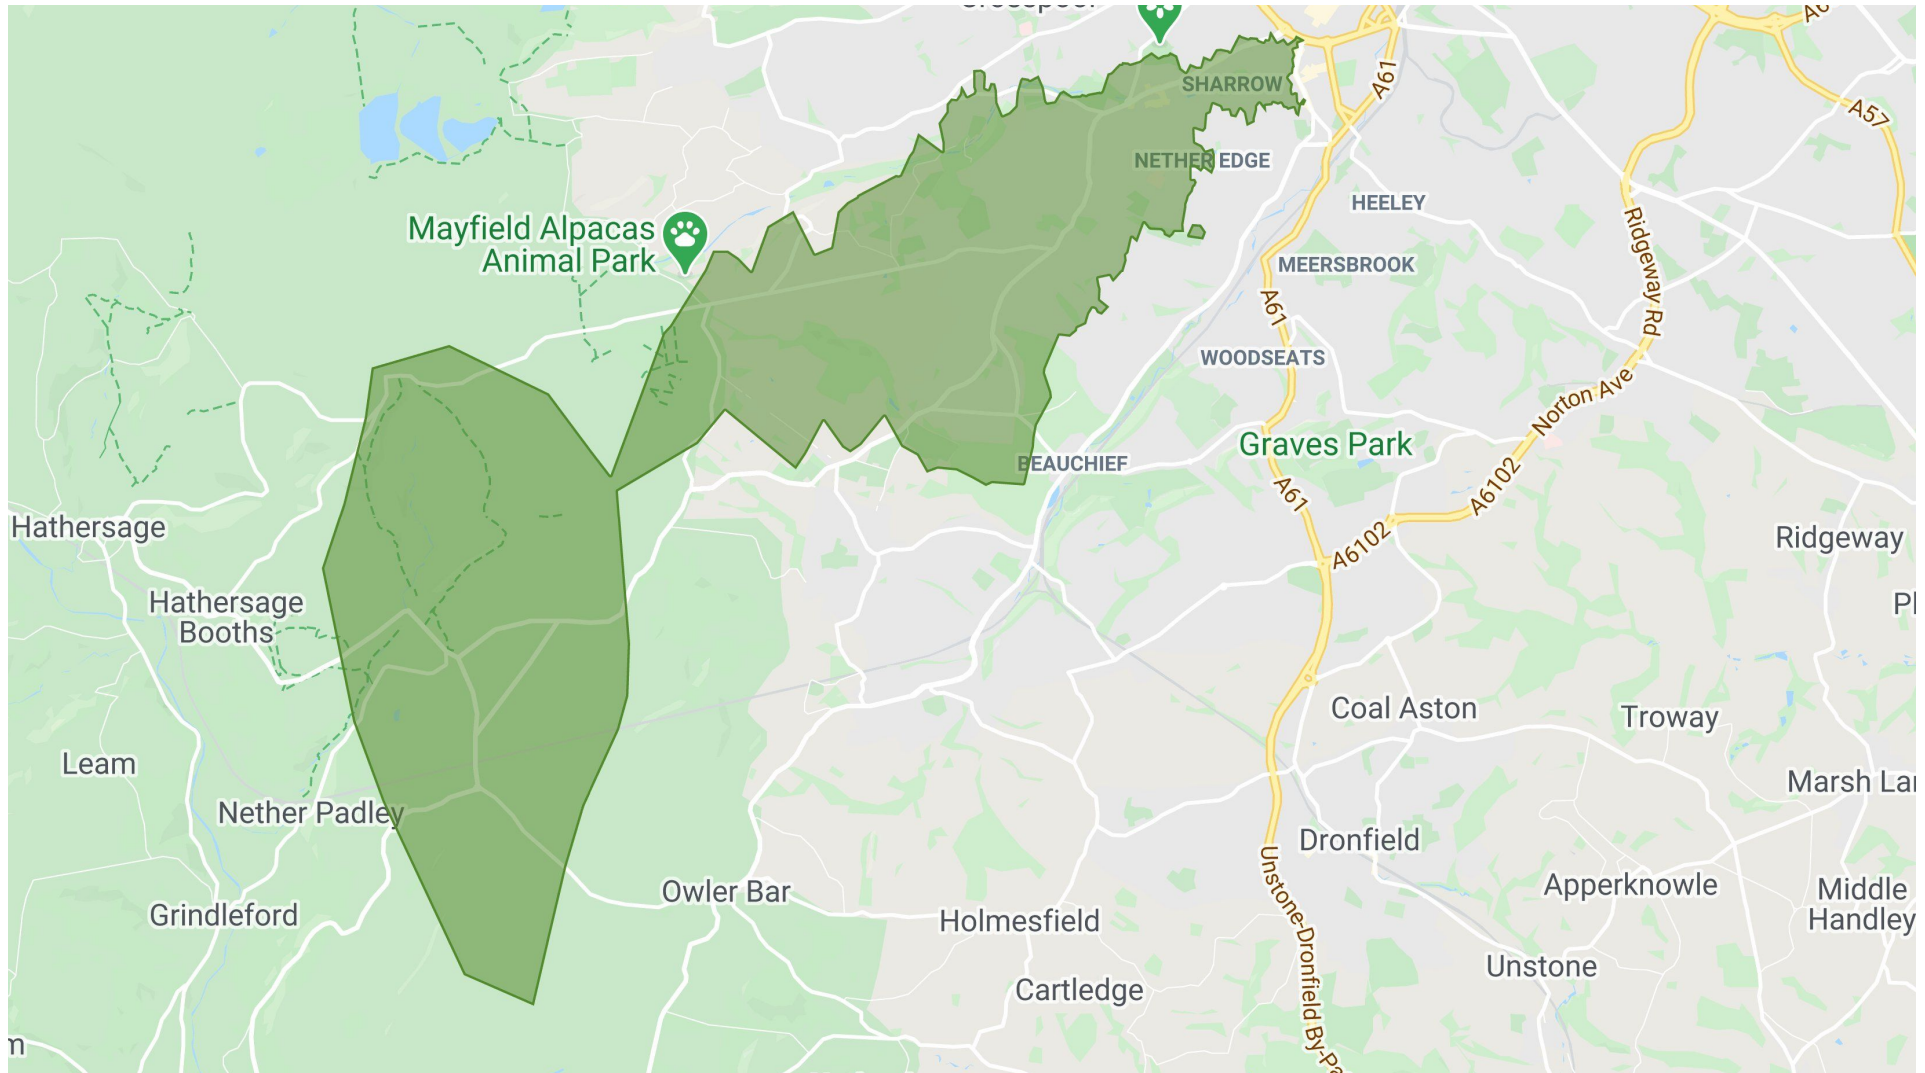 A61
A57
SHARROW
NETHER EDGE
HEELEY
Mayfield Alpacas
Animal Park
Ridgeway Rd
MEERSBROOK
A61
WOODSEATS
Norton Ave
Graves Park
BEAUCHIEF
A61
A6102
Hathersage
A6102
Ridgeway
Hathersage
Booths
Coal Aston
Troway
Leam
Marsh Lar
Nether Padley
Dronfield
Unstone-Dronfield By-Pa
Owler Bar
Apperknowle
Middle
Handley
Grindleford
Holmesfield
Unstone
Cartledge